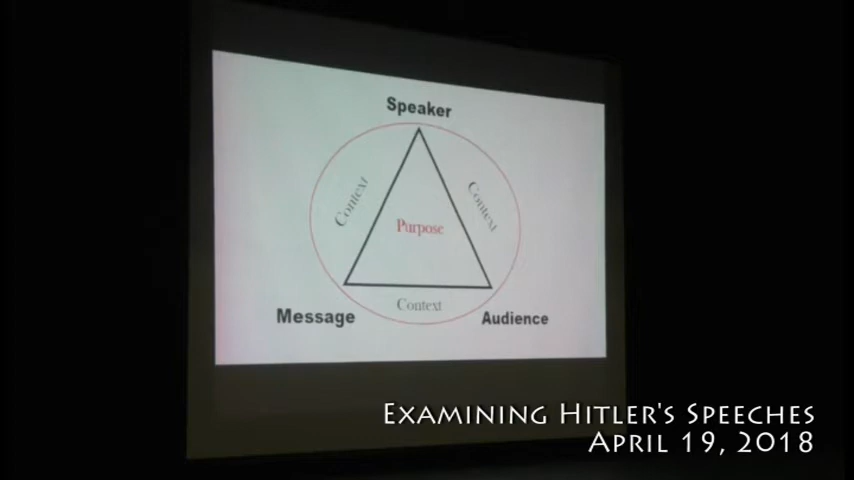 Speaker
Context
Context
Purpose
Context
Message
Audience
EXAMINING HITLER'S SPEECHES
APRIL 19, 2018